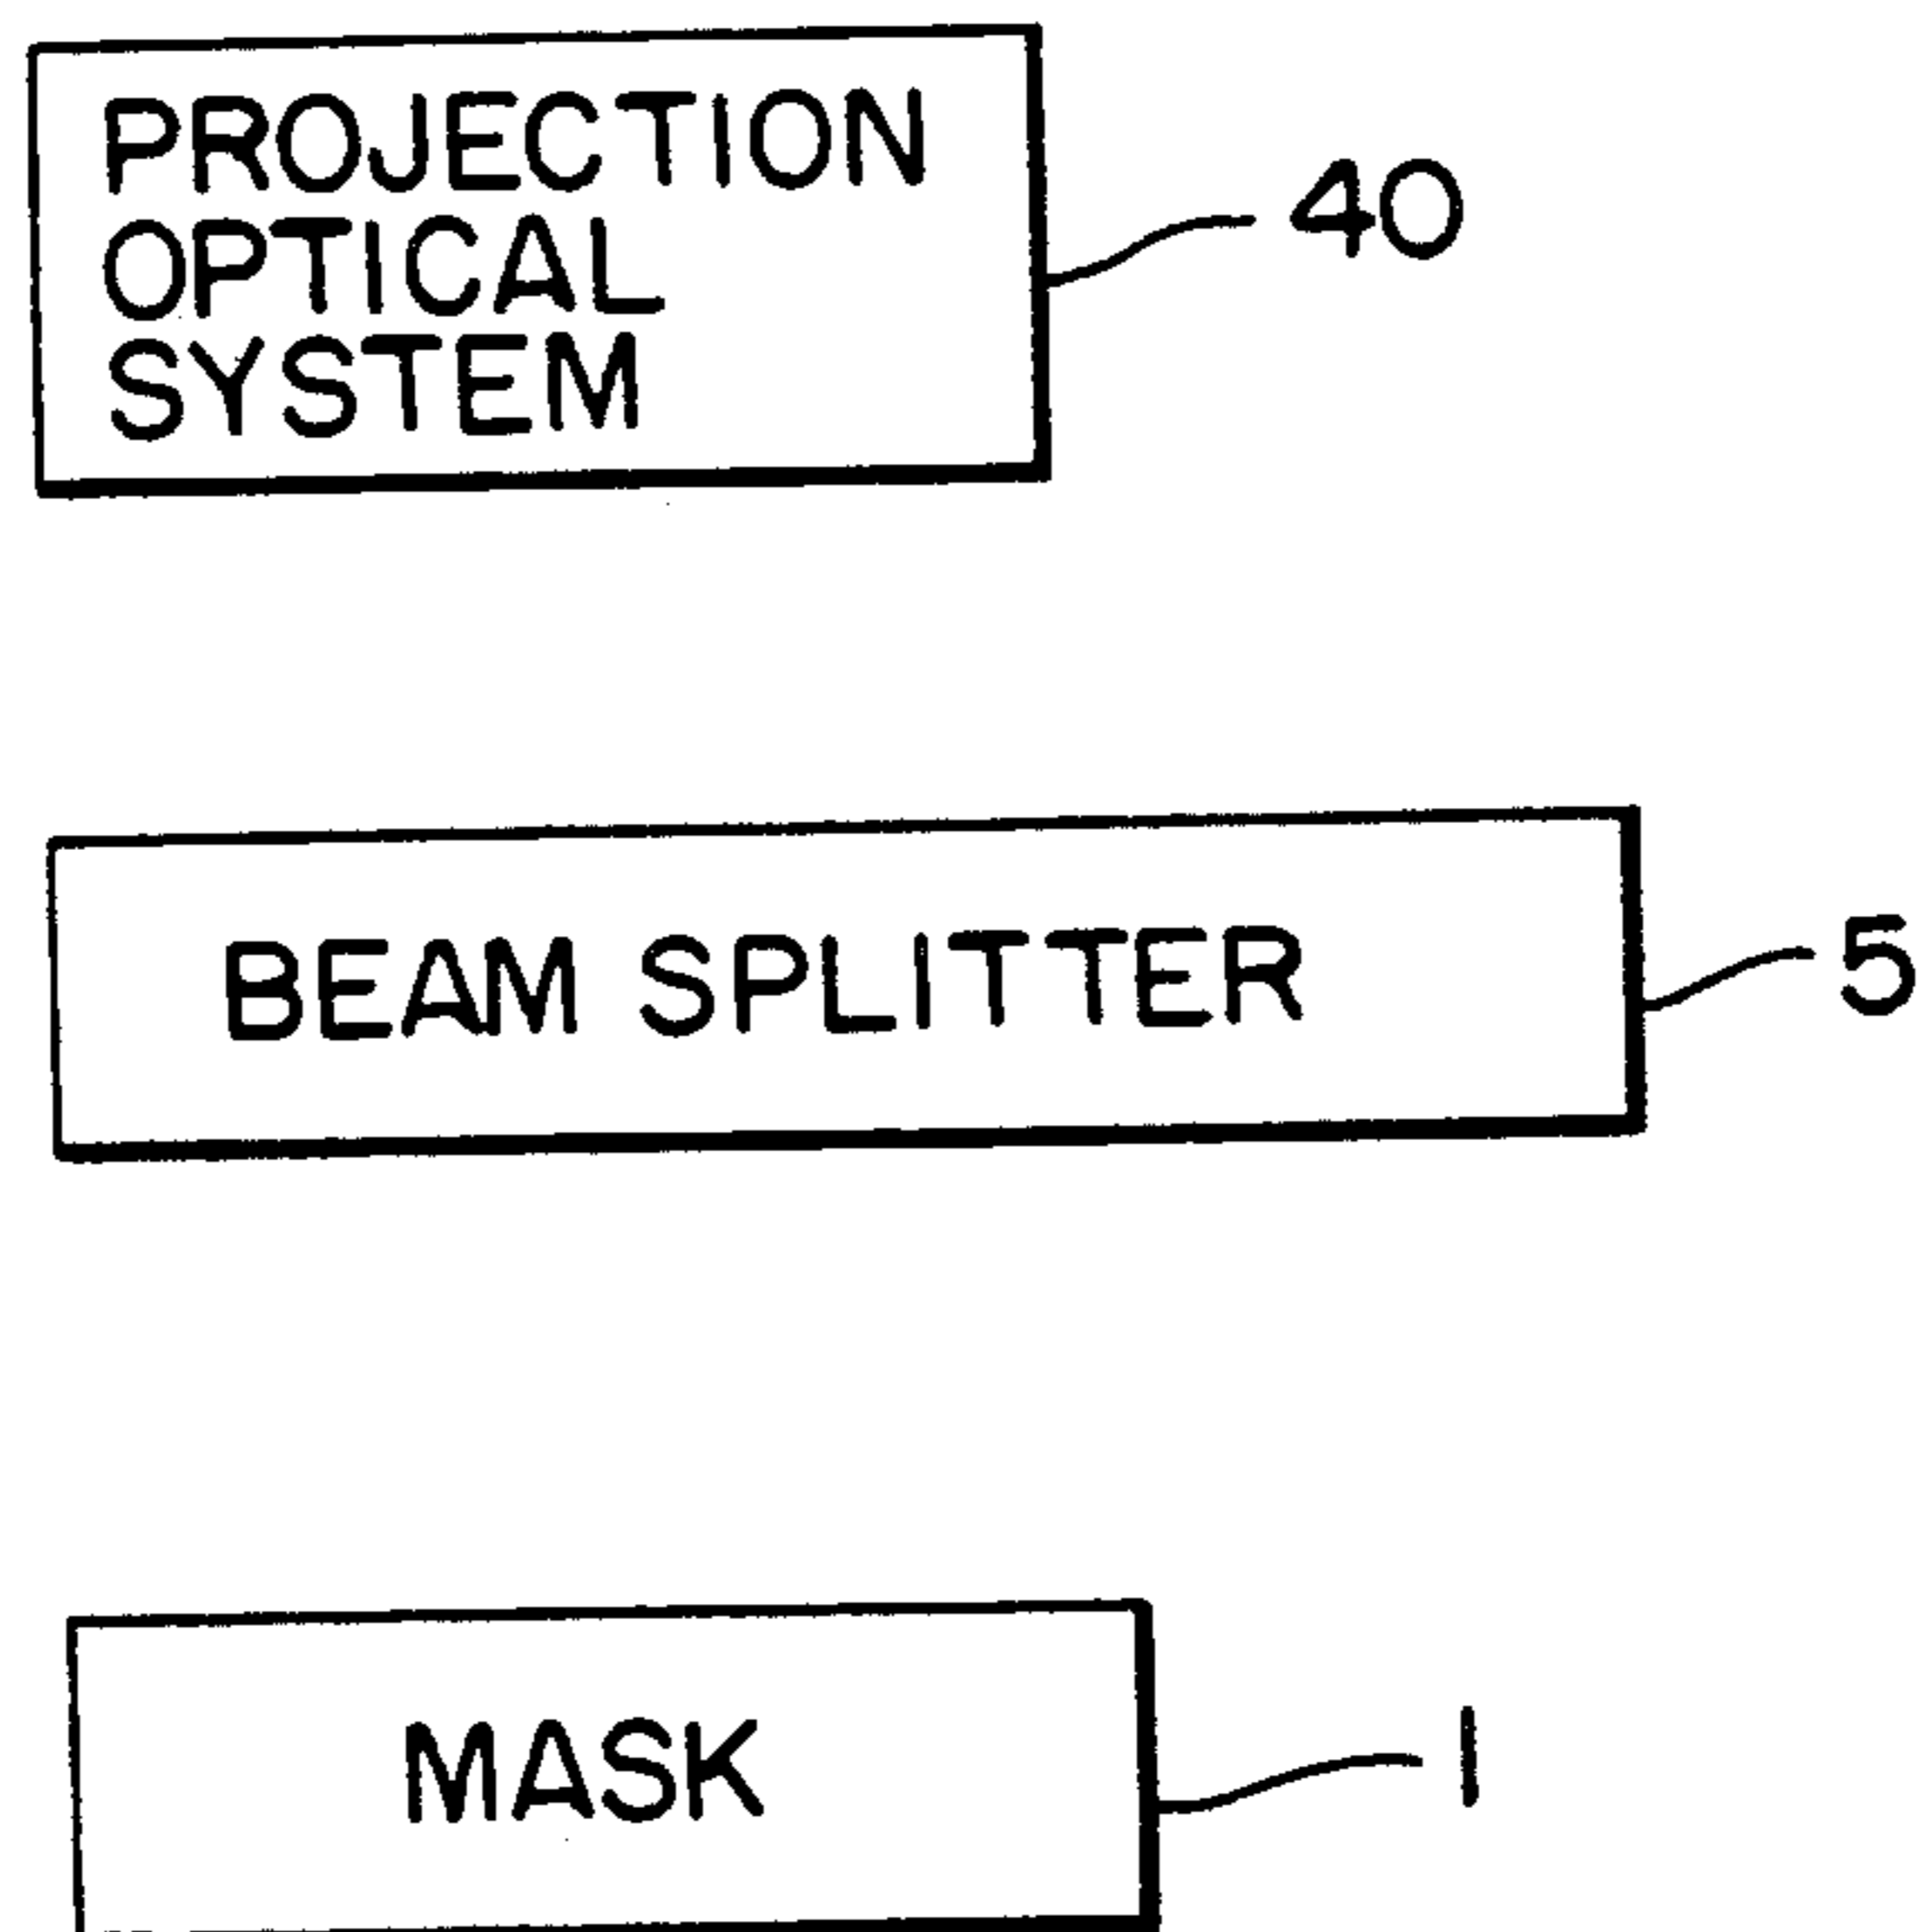 PROJECTION
OPTICAL
SYSTEM
40
BEAM SPLITTER
5
MASK
1